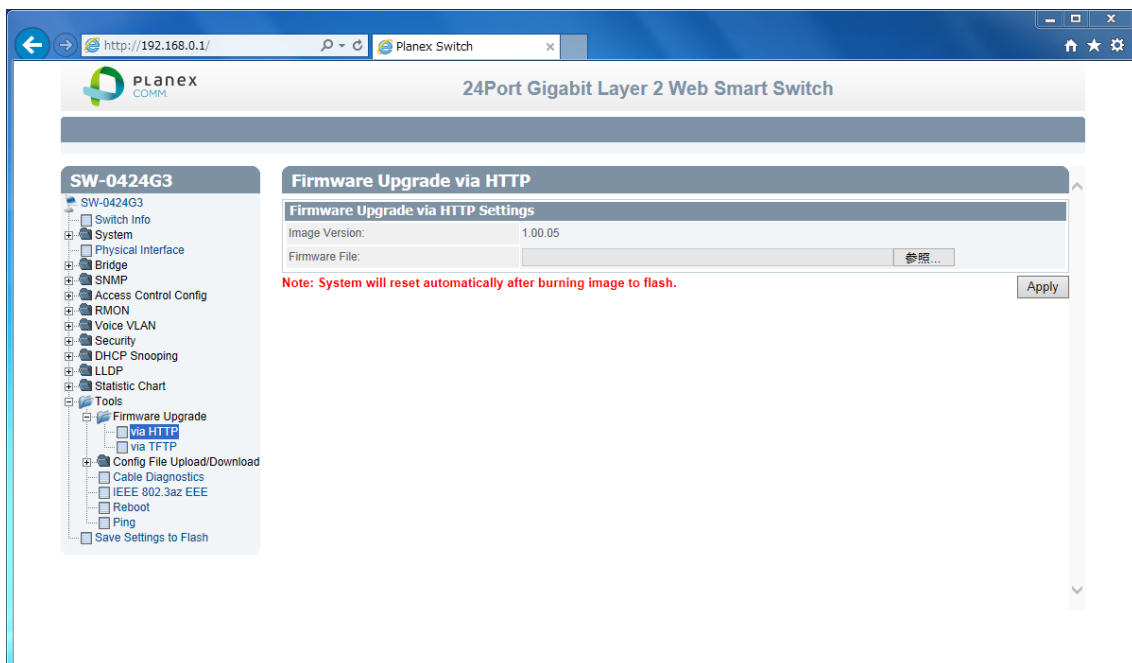 http://192.168.0.1/
Planex Switch
PLANEX
COMM.
24Port Gigabit Layer 2 Web Smart Switch
SW-0424G3
SW-0424G3
Switch Info
System
Physical Interface
Bridge
SNMP
Access Control Config
RMON
Voice VLAN
Security
DHCP Snooping
LLDP
Statistic Chart
Tools
Firmware Upgrade
via HTTP
via TFTP
Config File Upload/Download
Cable Diagnostics
IEEE 802.3az EEE
Reboot
Ping
Save Settings to Flash
Firmware Upgrade via HTTP
Firmware Upgrade via HTTP Settings
Image Version: 1.00.05
Firmware File: 参照...
Note: System will reset automatically after burning image to flash.
Apply